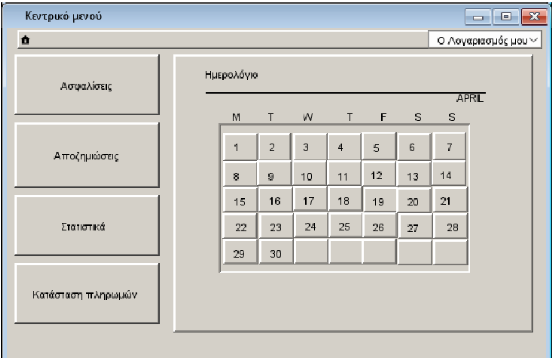 Κεντρικό μενού
Ο Λογαριασμός μου
Ασφαλίσεις
Αποζημιώσεις
Στατιστικά
Κατάσταση πληρωμών
Ημερολόγιο
APRIL
M T W T F S S
1 2 3 4 5 6 7
8 9 10 11 12 13 14
15 16 17 18 19 20 21
22 23 24 25 26 27 28
29 30